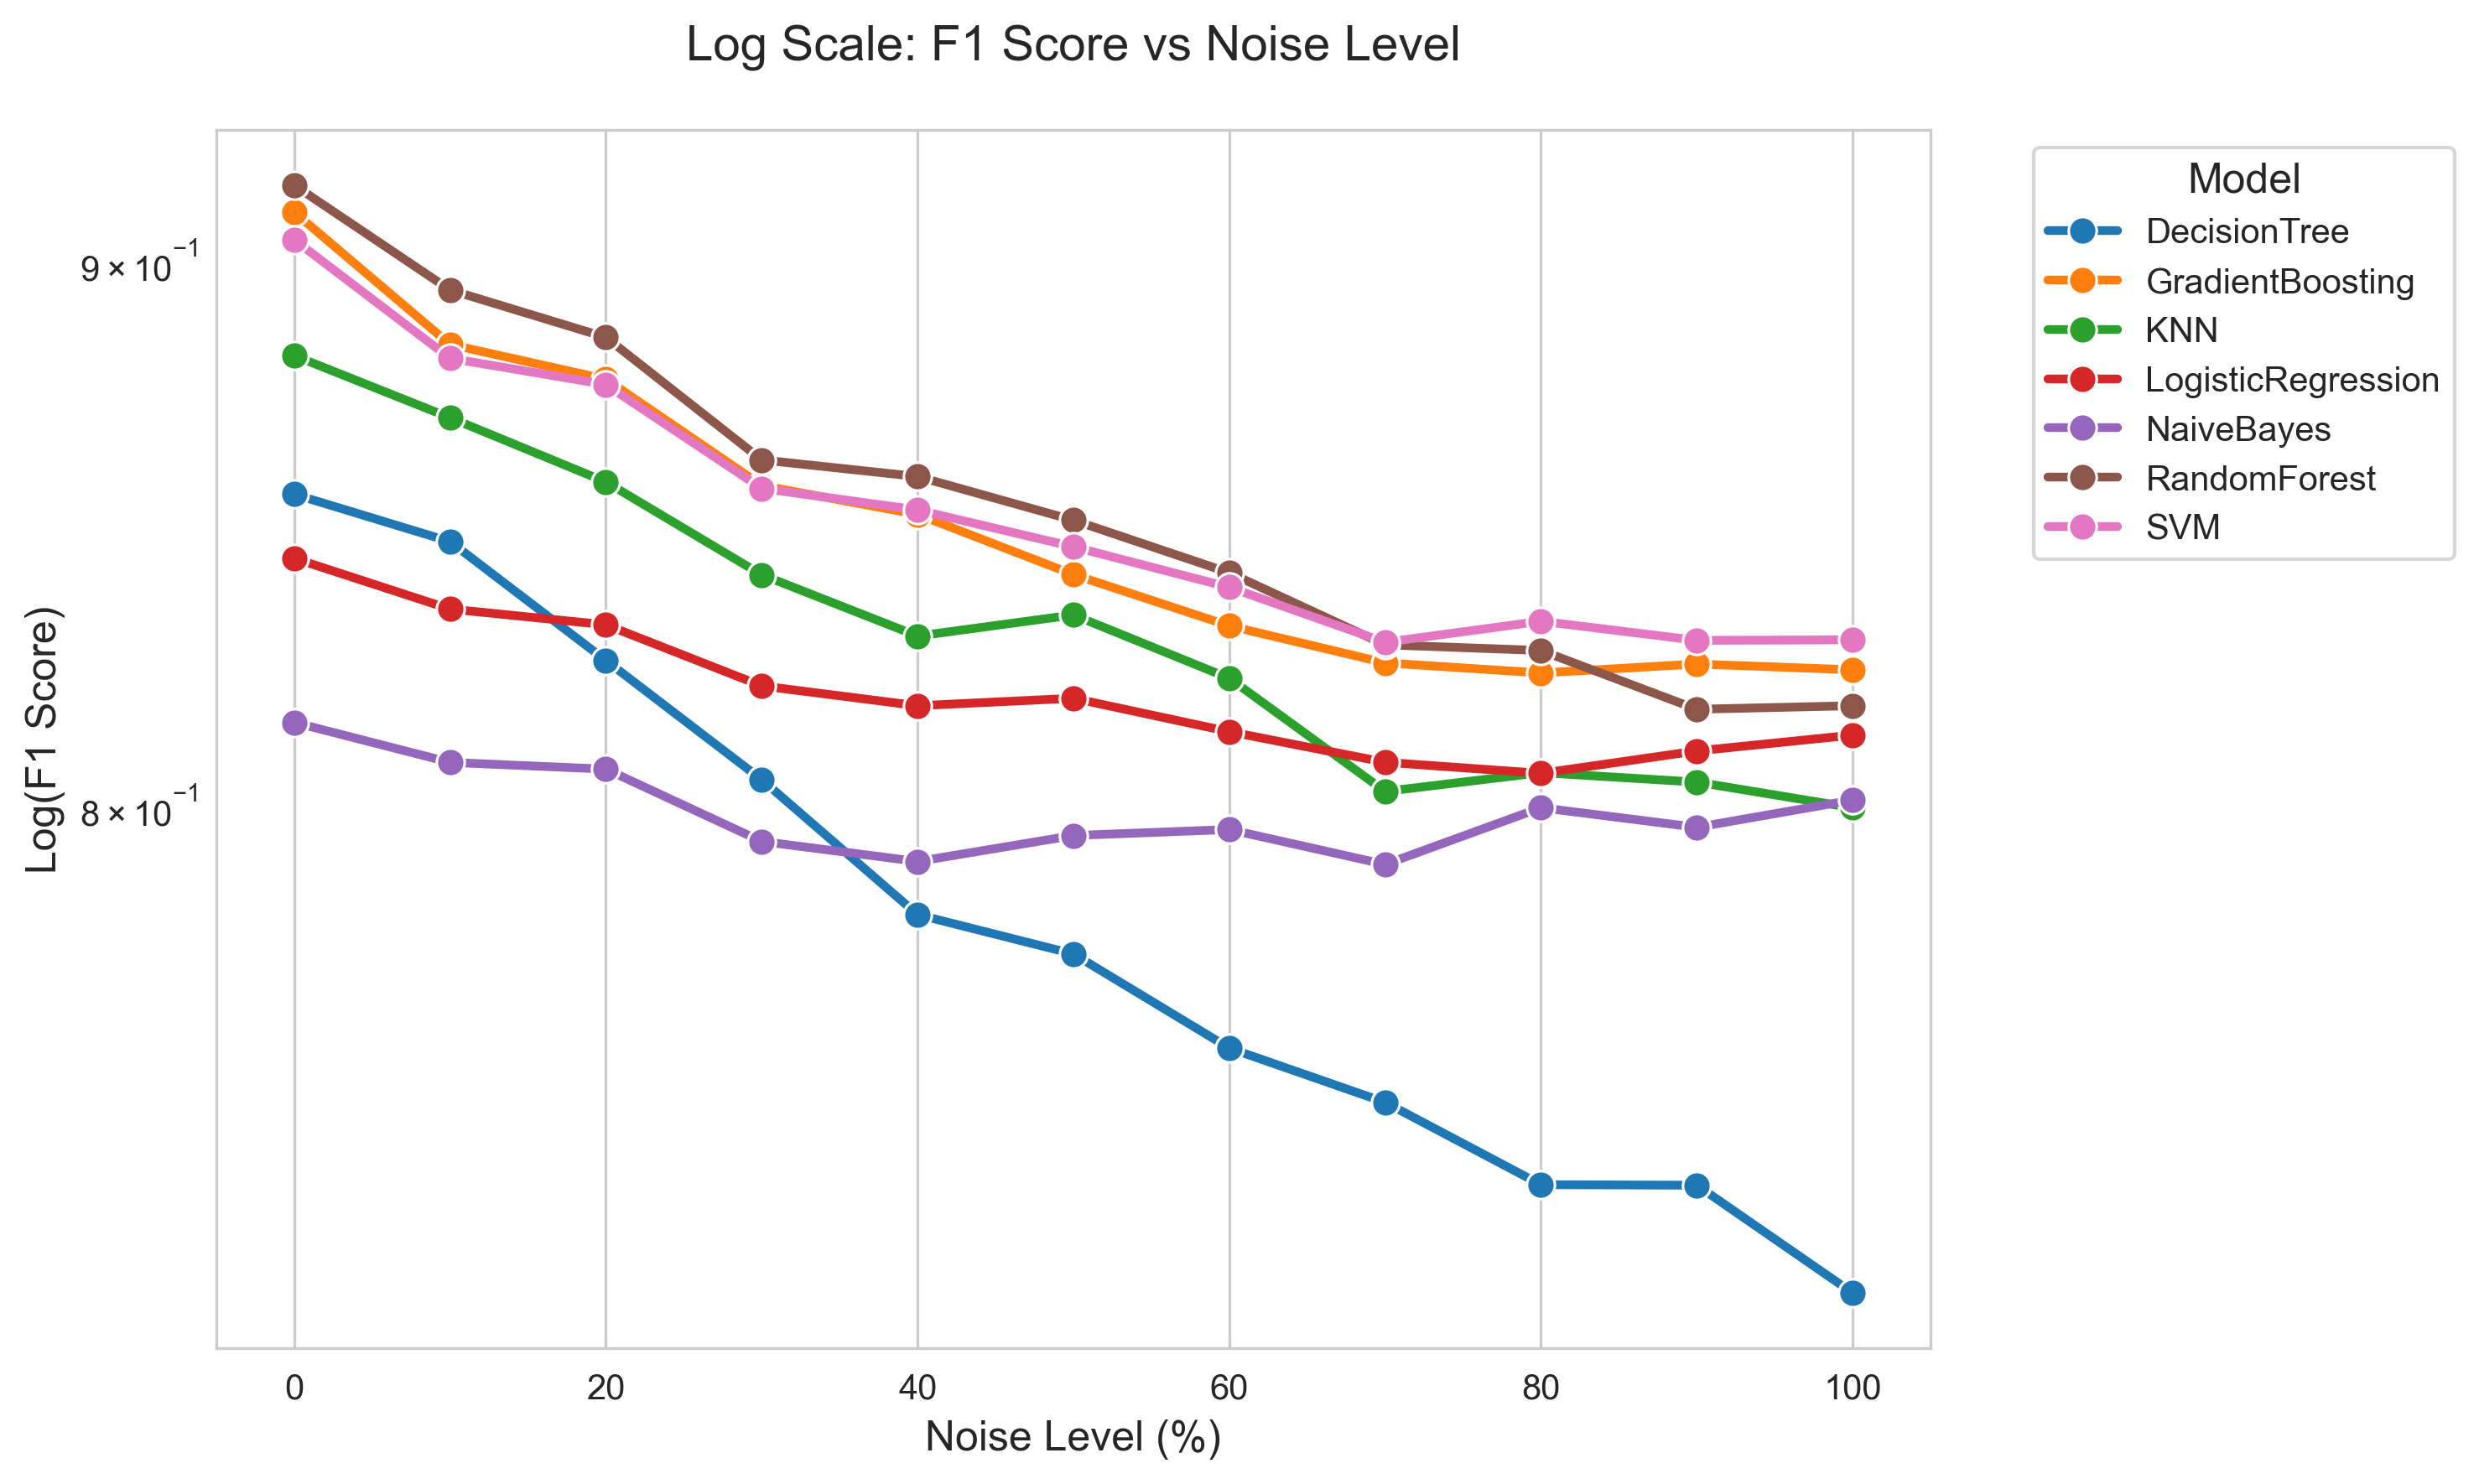 Log Scale: F1 Score vs Noise Level
Log(F1 Score)
9 × 10⁻¹
8 × 10⁻¹
0 20 40 60 80 100
Noise Level (%)
Model
DecisionTree
GradientBoosting
KNN
LogisticRegression
NaiveBayes
RandomForest
SVM